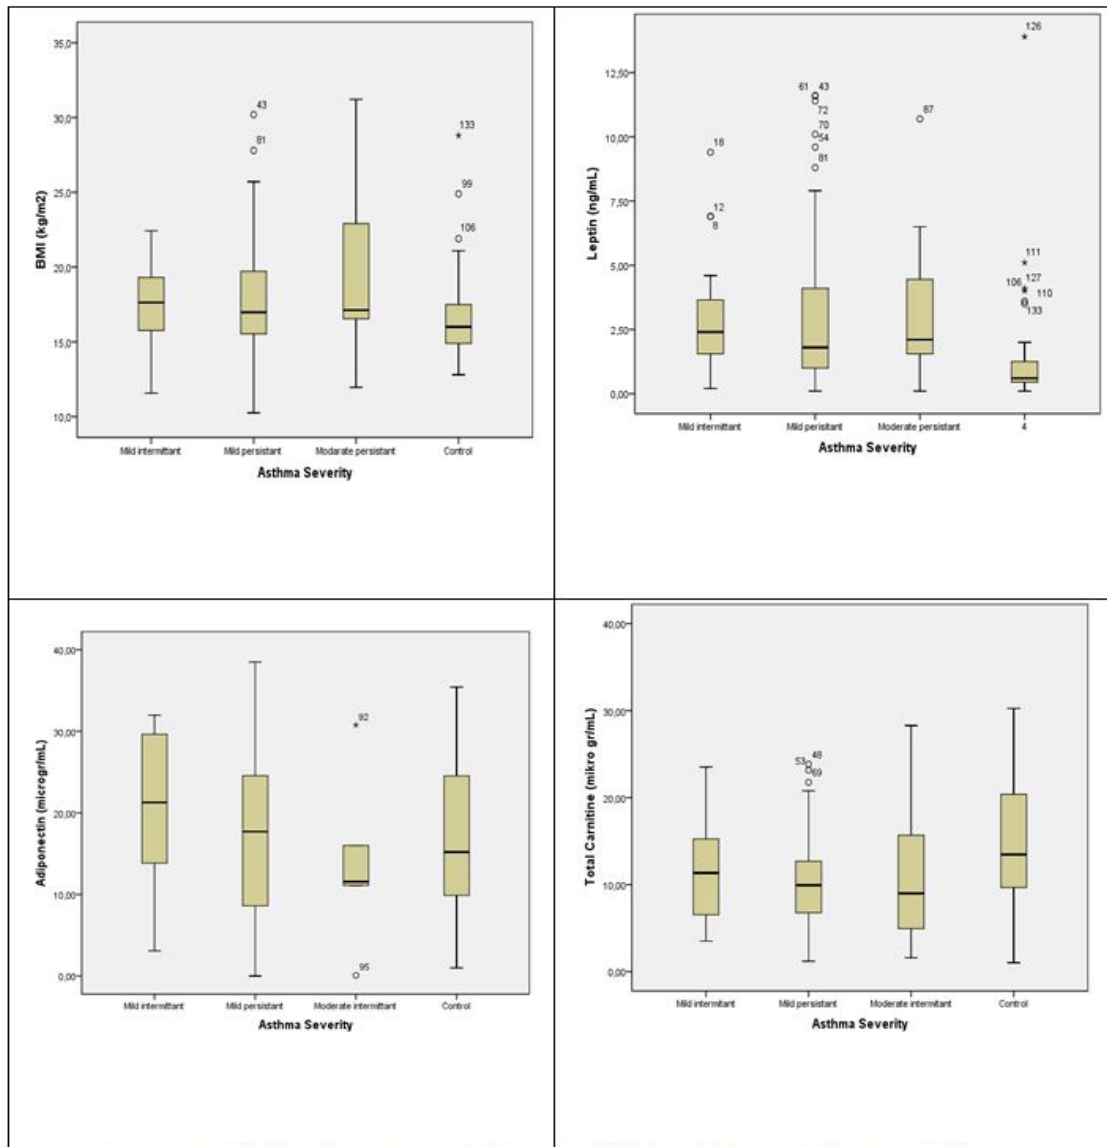 35,0
30,0
25,0
20,0
15,0
10,0
BMI (kg/m2)
43
81
133
99
106
Mild intermittant
Mild persistant
Modarate persistant
Control
Asthma Severity
12,50
10,00
7,50
5,00
2,50
0,00
Leptin (ng/mL)
18
12
8
61 43
72
70
54
81
87
126
111
127
106 110
133
Mild intermittant
Mild perisitant
Moderate persistant
4
Asthma Severity
40,00
30,00
20,00
10,00
0,00
Adiponectin (microgr/mL)
92
95
Mild intermittant
Mild persistant
Moderate intermittant
Control
Asthma Severity
40,00
30,00
20,00
10,00
0,00
Total Carnitine (mikro gr/mL)
53 48
69
Mild intermitant
Mild persistant
Moderate intermitant
Control
Asthma Severity